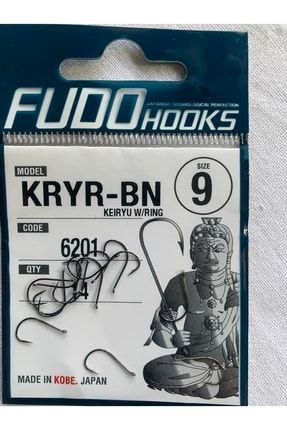 FUDO HOOKS
JAPANESE TECHNOLOGICAL PERFECTION
MODEL
KRYR-BN
KEIRYU W/RING
SIZE
9
CODE
6201
QTY
MADE IN KOBE. JAPAN